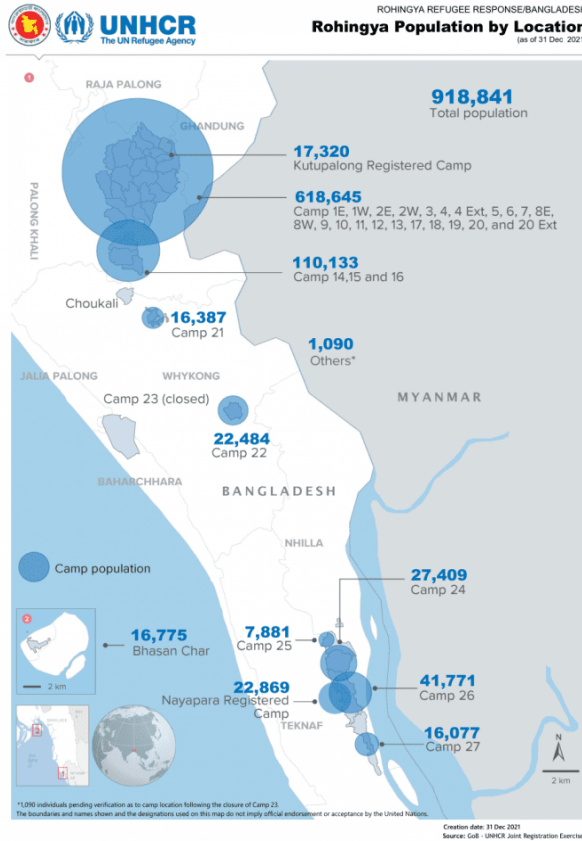 UNHCR
The UN Refugee Agency
ROHINGYA REFUGEE RESPONSE/BANGLADESH
Rohingya Population by Location
(as of 31 Dec 2021
1
RAJA PALONG
GHANDUNG
918,841
Total population
17,320
Kutupalong Registered Camp
PALONG KHALI
618,645
Camp 1E, 1W, 2E, 2W, 3, 4, 4 Ext, 5, 6, 7, 8E,
8W, 9, 10, 11, 12, 13, 17, 18, 19, 20, and 20 Ext
110,133
Camp 14,15 and 16
Choukali
16,387
Camp 21
1,090
Others*
JALIA PALONG
WHYKONG
MYANMAR
Camp 23 (closed)
22,484
Camp 22
BAHARCHHARA
BANGLADESH
NHILLA
Camp population
27,409
Camp 24
2
16,775
Bhasan Char
2 km
7,881
Camp 25
22,869
Nayapara Registered
Camp
41,771
Camp 26
TEKNAF
16,077
Camp 27
2
1
N
2 km
*1,090 individuals pending verification as to camp location following the closure of Camp 23.
The boundaries and names shown and the designations used on this map do not imply official endorsement or acceptance by the United Nations.
Creation date: 31 Dec 2021
Source: GoB - UNHCR Joint Registration Exercise